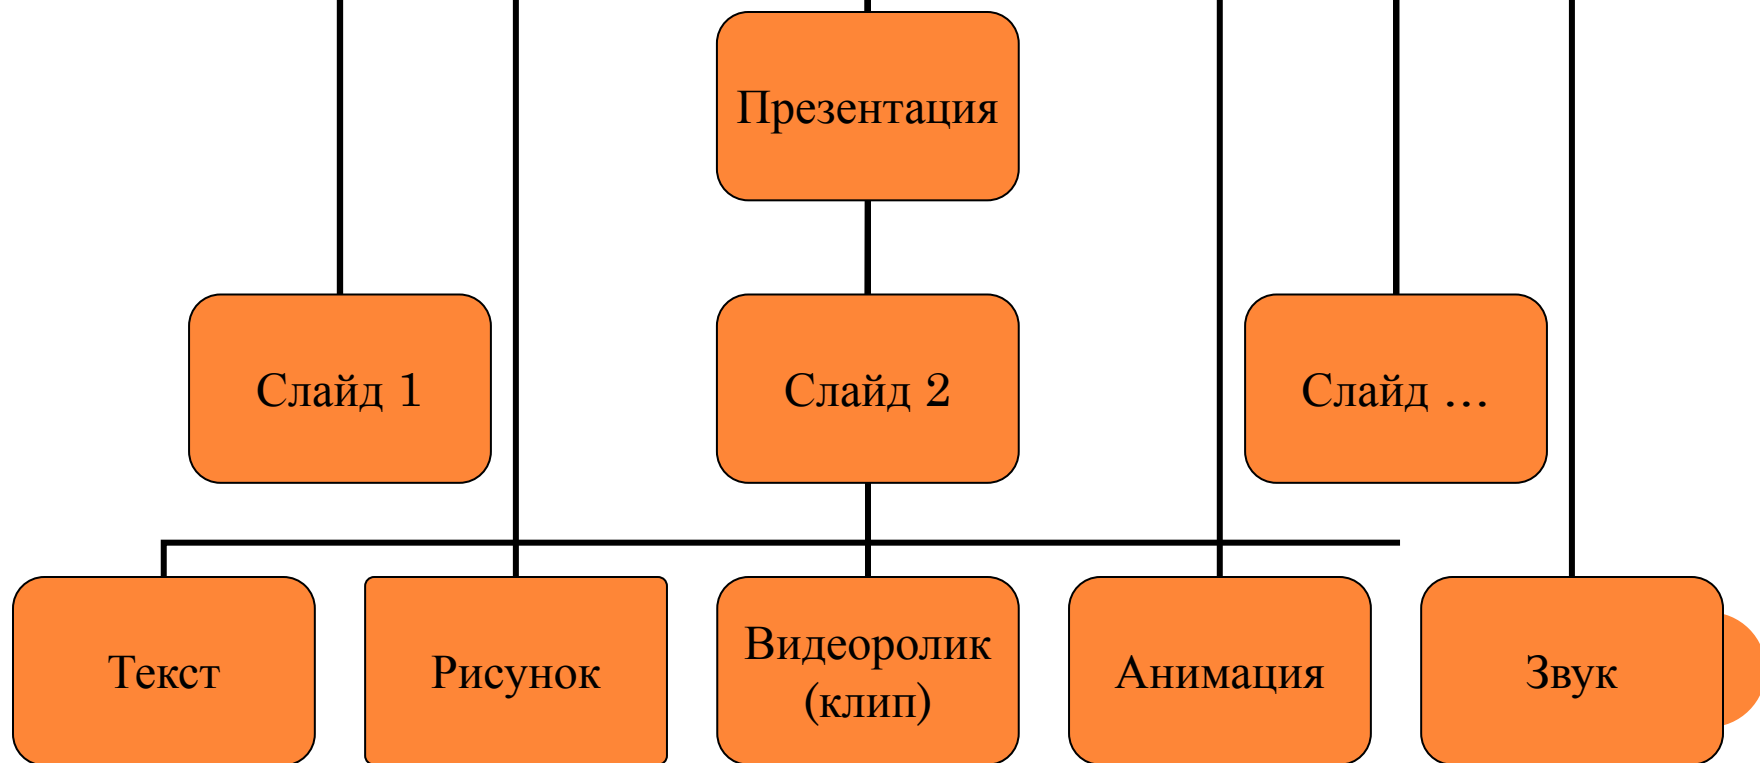 Презентация
Слайд 1
Слайд 2
Слайд ...
Текст
Рисунок
Видеоролик
(клип)
Анимация
Звук